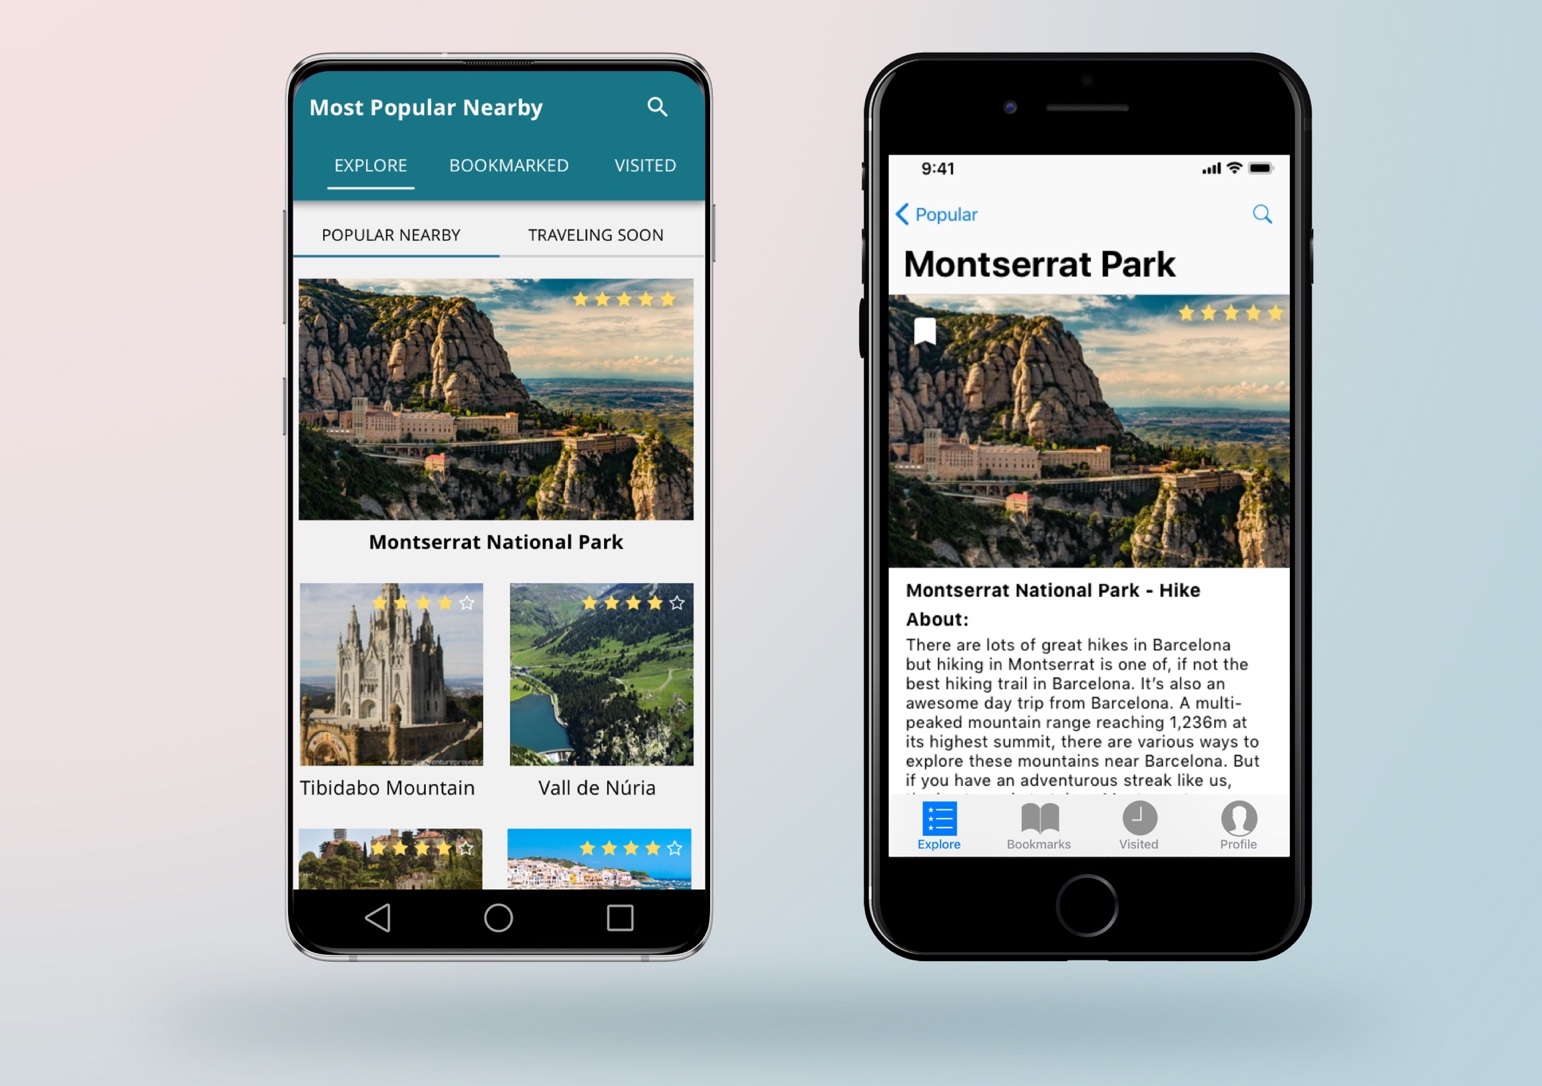 Most Popular Nearby
EXPLORE BOOKMARKED VISITED
POPULAR NEARBY TRAVELING SOON
Montserrat National Park
Tibidabo Mountain Vall de Núria
9:41
Popular
Montserrat Park
Montserrat National Park - Hike
About:
There are lots of great hikes in Barcelona
but hiking in Montserrat is one of, if not the
best hiking trail in Barcelona. It’s also an
awesome day trip from Barcelona. A multi-
peaked mountain range reaching 1,236m at
its highest summit, there are various ways to
explore these mountains near Barcelona. But
if you have an adventurous streak like us,
Explore Bookmarks Visited Profile